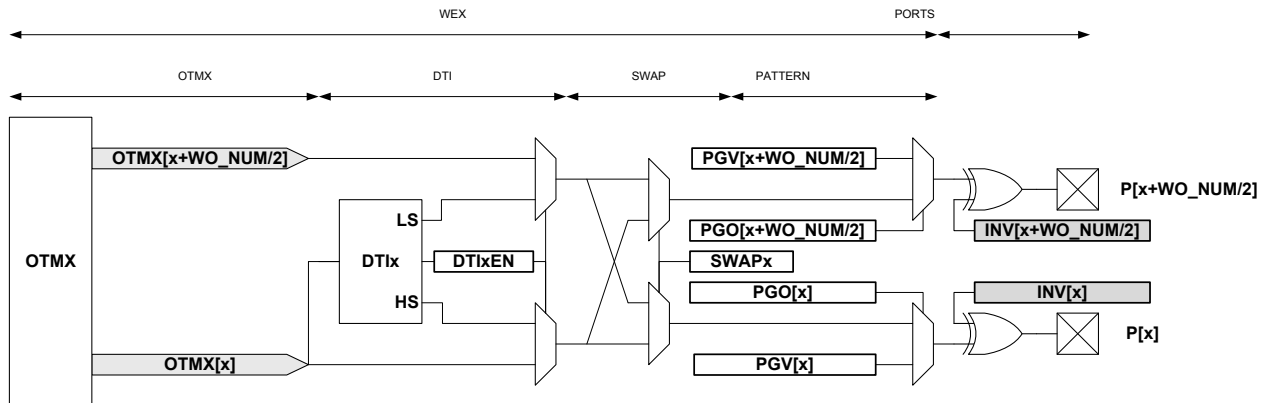 WEX
PORTS
OTMX
DTI
SWAP
PATTERN
OTMX[x+WO_NUM/2]
PGV[x+WO_NUM/2]
P[x+WO_NUM/2]
LS
PGO[x+WO_NUM/2]
INV[x+WO_NUM/2]
OTMX
DTIx
DTIxEN
SWAPx
HS
PGO[x]
INV[x]
P[x]
OTMX[x]
PGV[x]